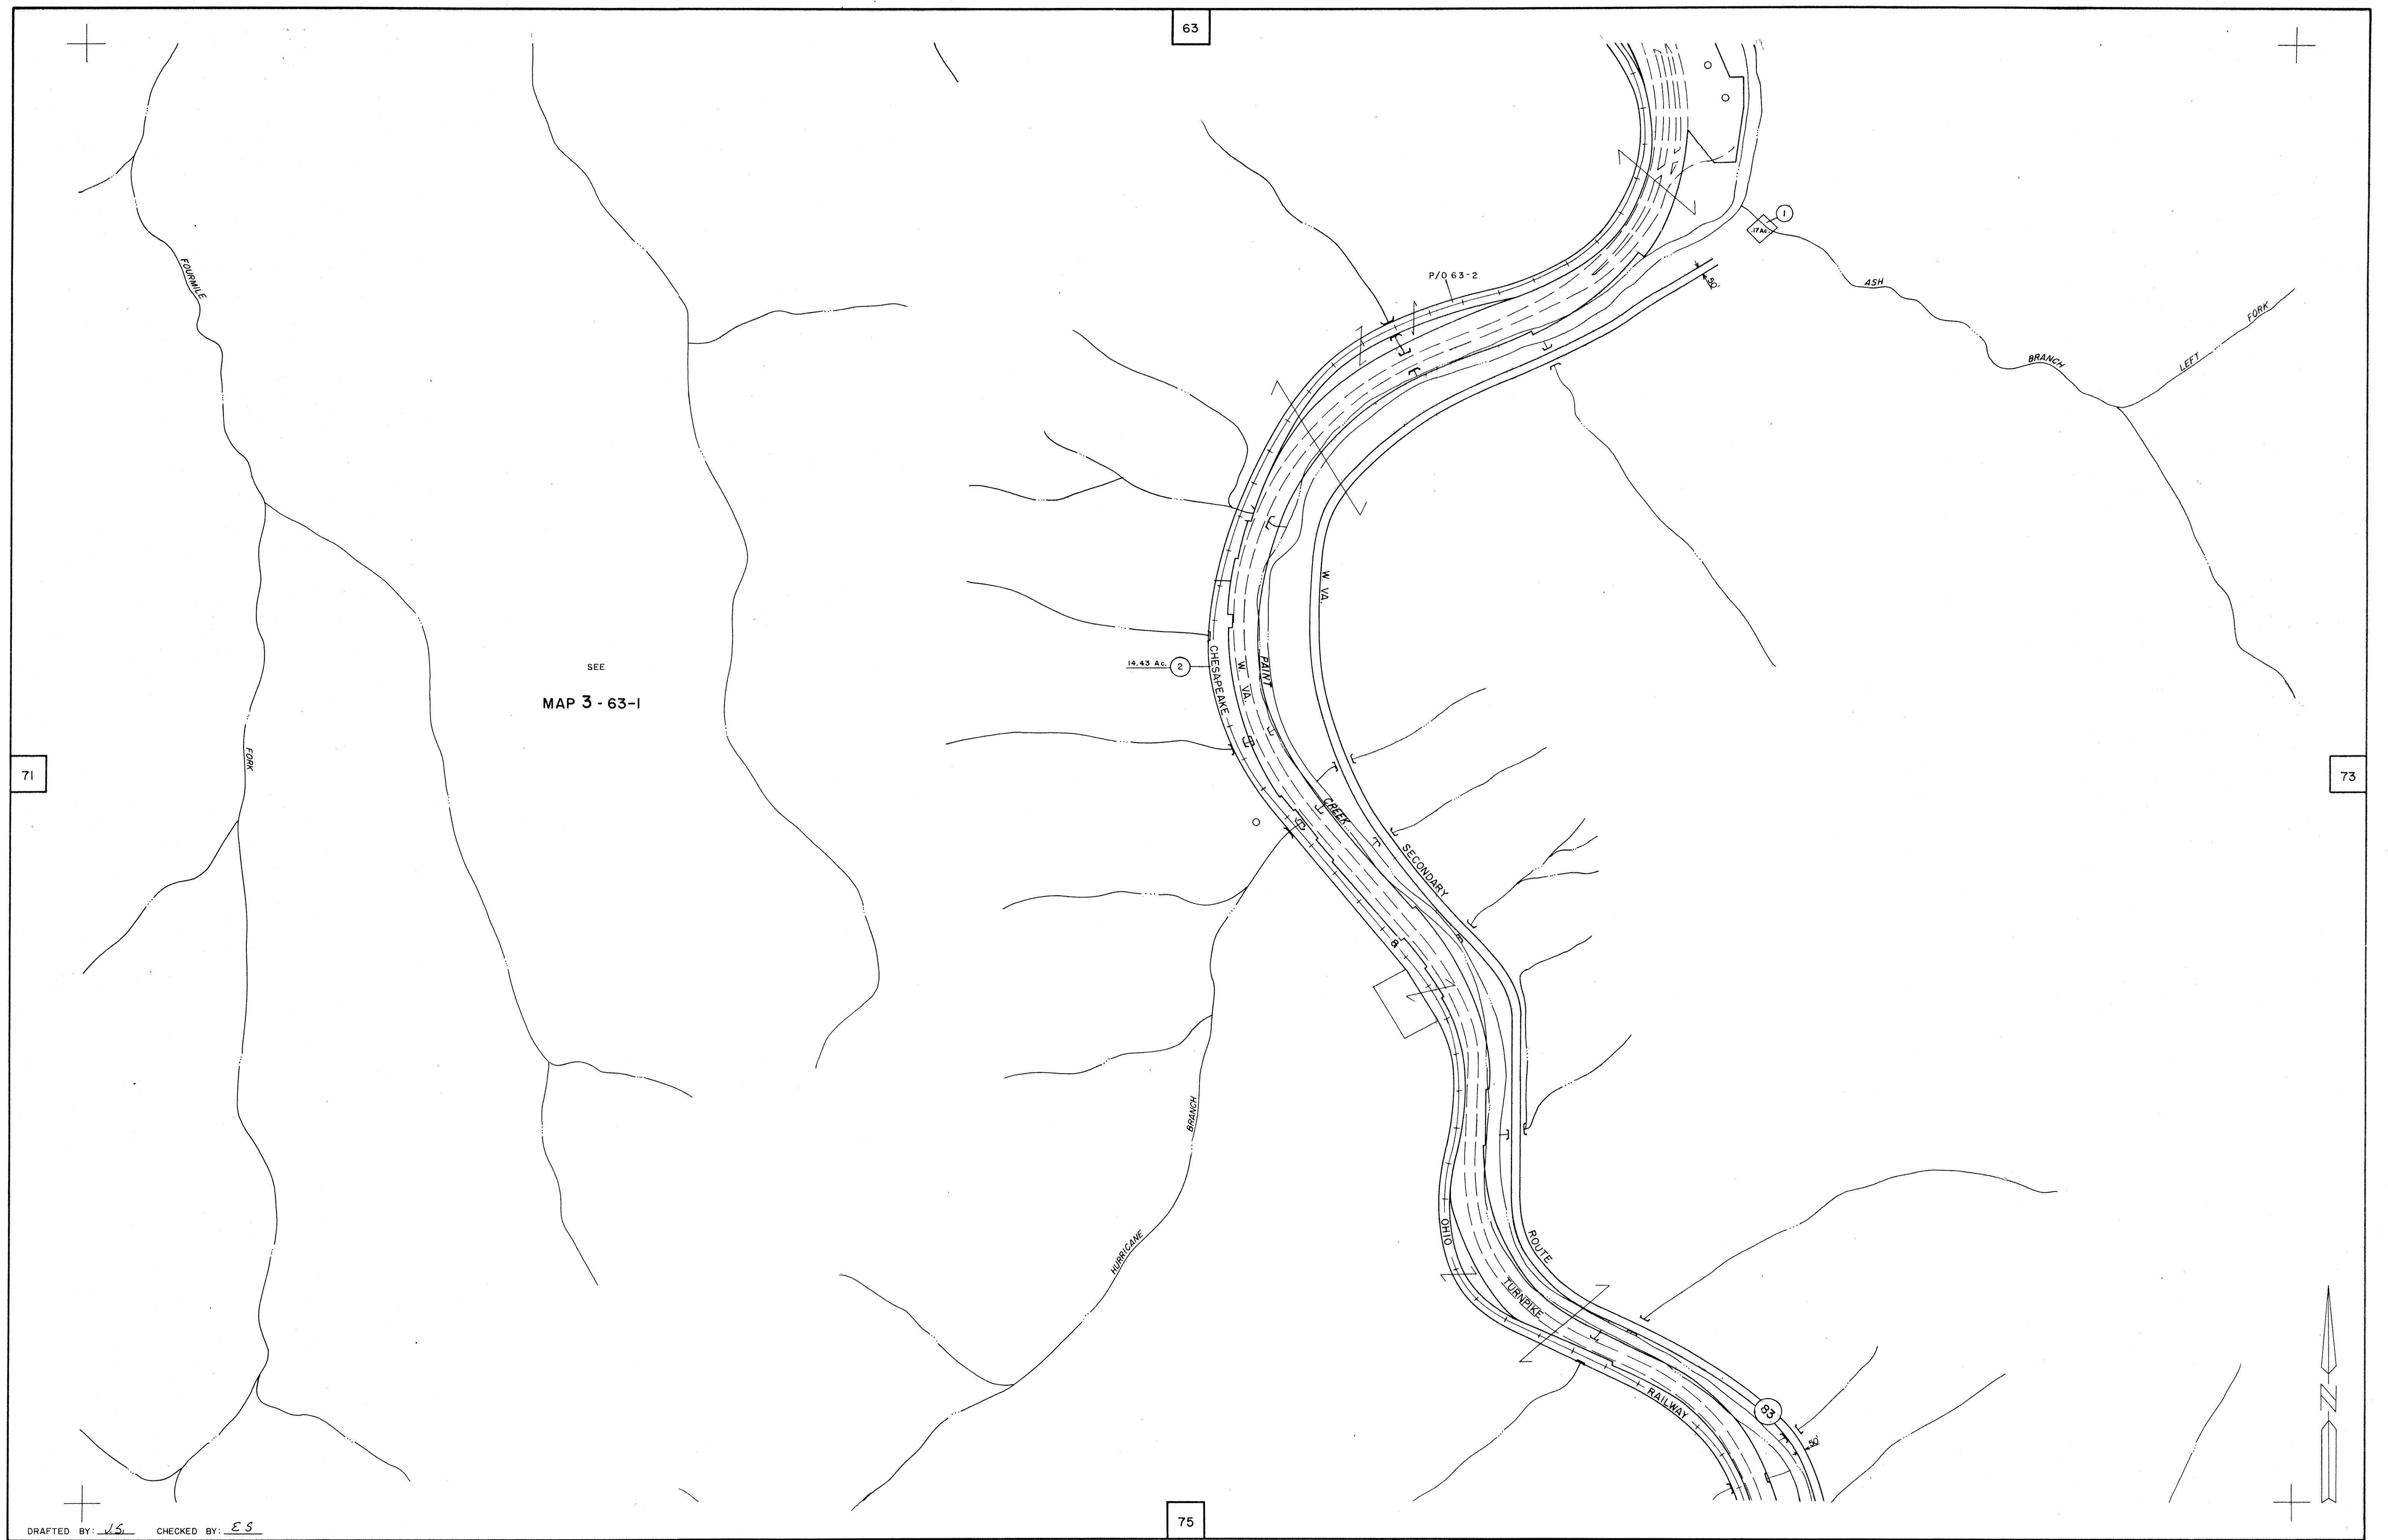 63
1
.17 Ac.
P/O 63-2
50'
FOURMILE
ASH
FORK
BRANCH
LEFT
W. VA.
SEE
MAP 3 - 63-1
14.43 Ac. 2
CHESAPEAKE
W. VA.
PAINT
FORK
71
73
CREEK
SECONDARY
&
BRANCH
HURRICANE
OHIO
ROUTE
TURNPIKE
RAILWAY
83
50'
N
75
DRAFTED BY: J.S. CHECKED BY: ES